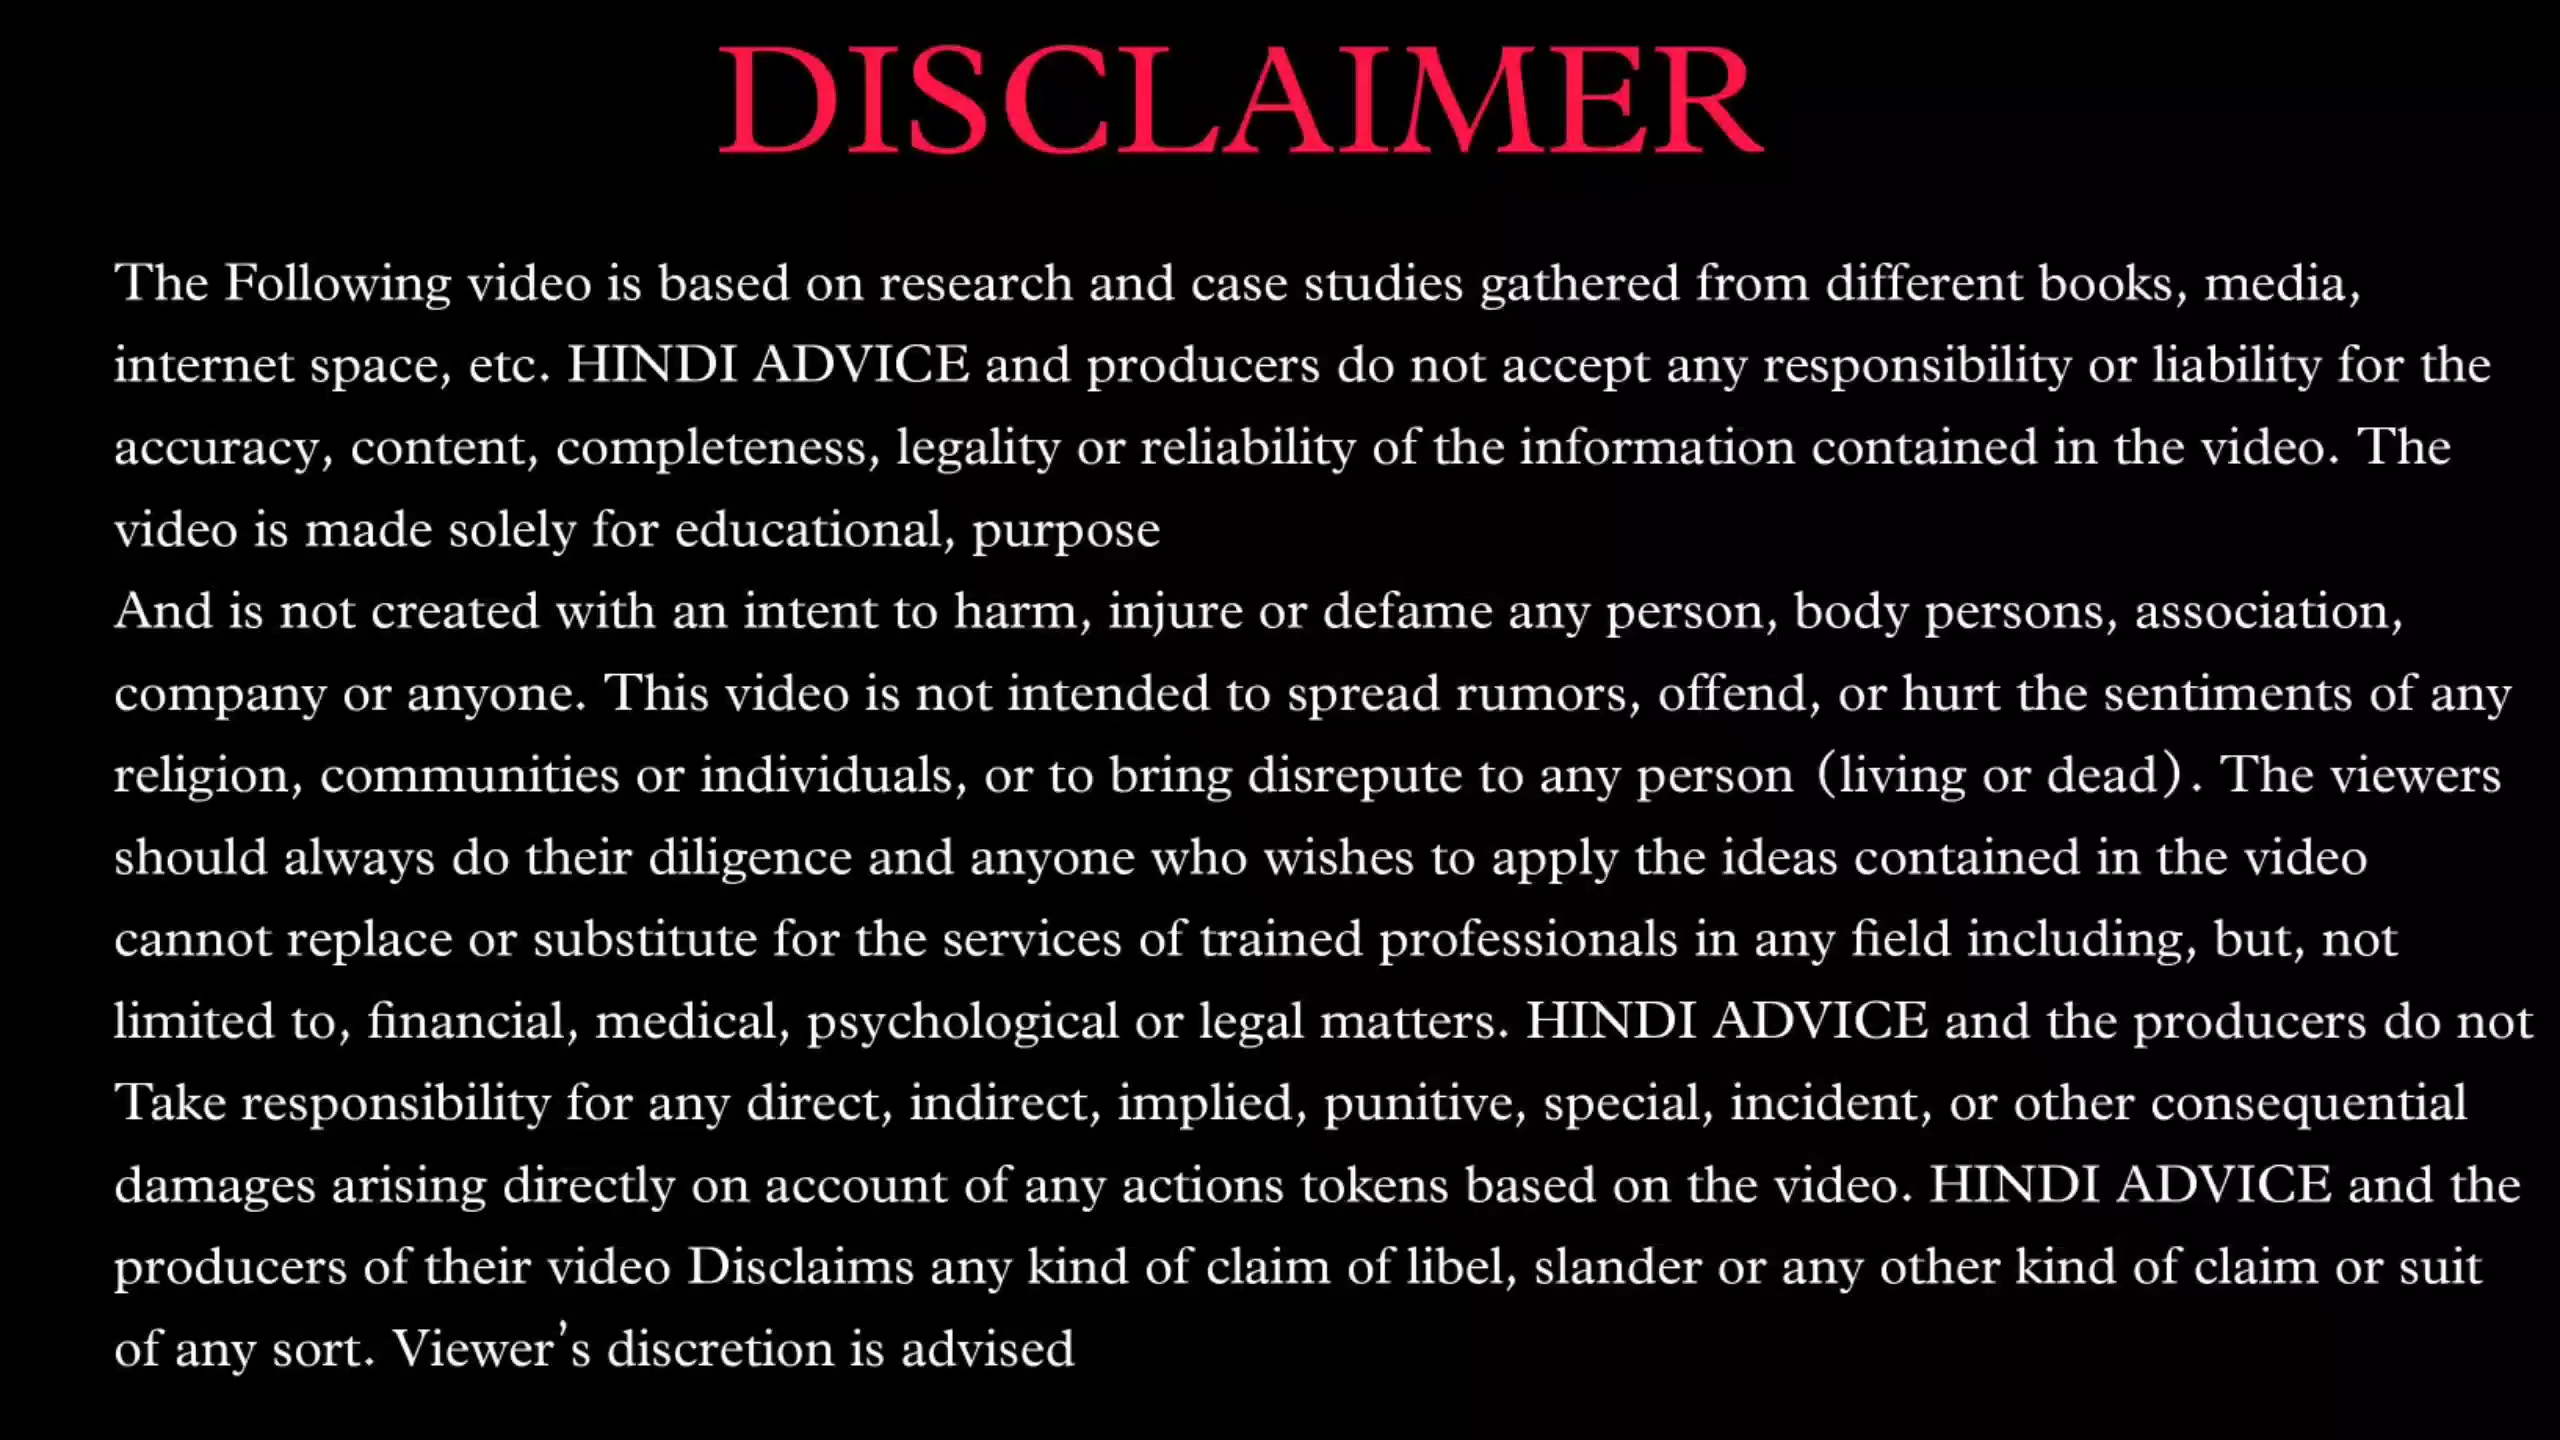 DISCLAIMER
The Following video is based on research and case studies gathered from different books, media,
internet space, etc. HINDI ADVICE and producers do not accept any responsibility or liability for the
accuracy, content, completeness, legality or reliability of the information contained in the video. The
video is made solely for educational, purpose
And is not created with an intent to harm, injure or defame any person, body persons, association,
company or anyone. This video is not intended to spread rumors, offend, or hurt the sentiments of any
religion, communities or individuals, or to bring disrepute to any person (living or dead). The viewers
should always do their diligence and anyone who wishes to apply the ideas contained in the video
cannot replace or substitute for the services of trained professionals in any field including, but, not
limited to, financial, medical, psychological or legal matters. HINDI ADVICE and the producers do not
Take responsibility for any direct, indirect, implied, punitive, special, incident, or other consequential
damages arising directly on account of any actions tokens based on the video. HINDI ADVICE and the
producers of their video Disclaims any kind of claim of libel, slander or any other kind of claim or suit
of any sort. Viewer's discretion is advised